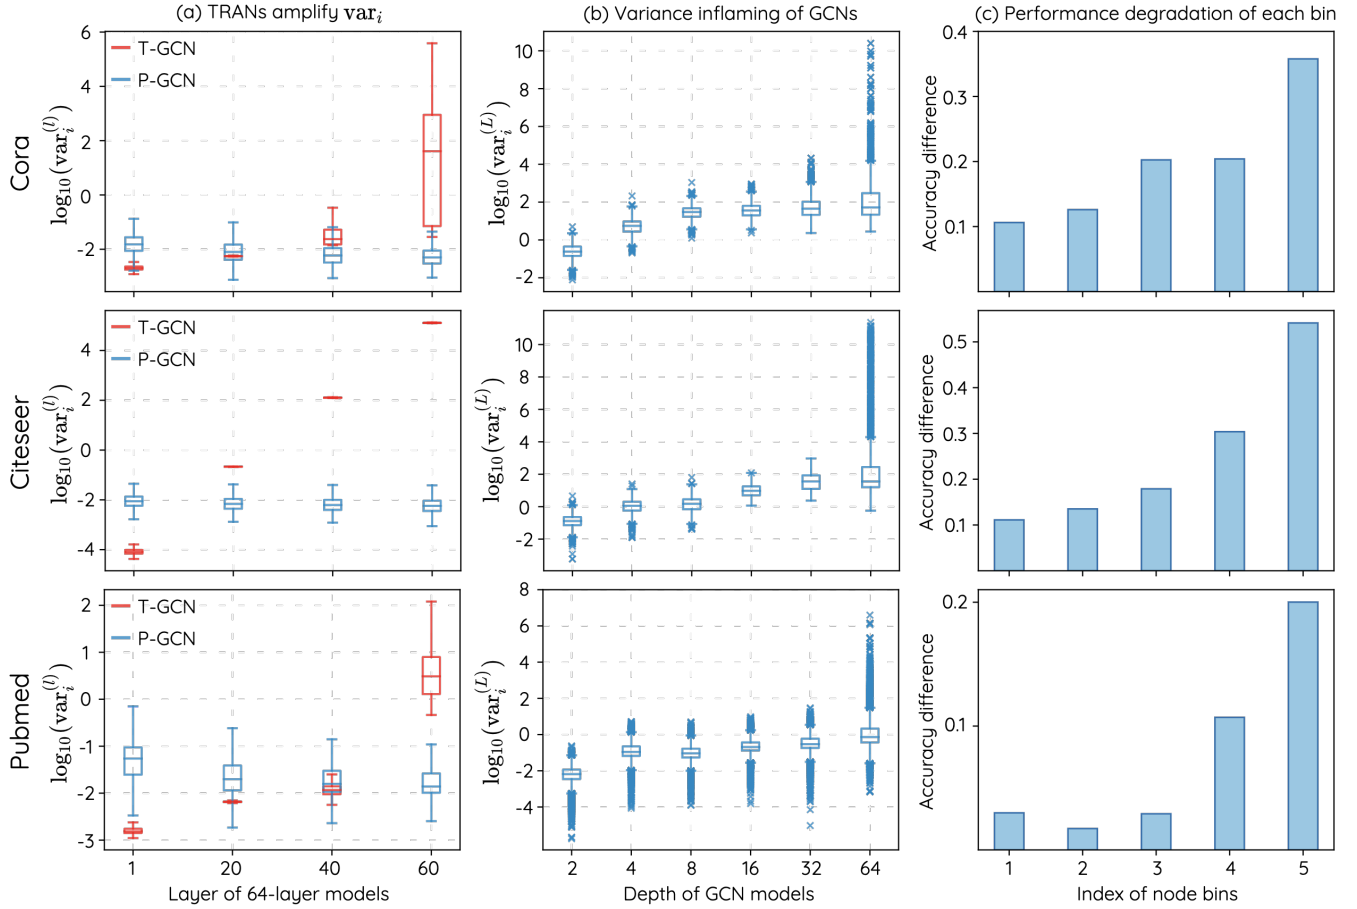 (a) TRANs amplify var_i
(b) Variance inflaming of GCNs
(c) Performance degradation of each bin
Cora
log₁₀(var_i^(l))
6
4
2
0
-2
T-GCN
P-GCN
log₁₀(var_i^(L))
10
8
6
4
2
0
-2
Accuracy difference
0.4
0.3
0.2
0.1
Citeseer
log₁₀(var_i^(l))
4
2
0
-2
-4
T-GCN
P-GCN
log₁₀(var_i^(L))
10
8
6
4
2
0
-2
Accuracy difference
0.5
0.4
0.3
0.2
0.1
Pubmed
log₁₀(var_i^(l))
2
1
0
-1
-2
-3
T-GCN
P-GCN
log₁₀(var_i^(L))
8
6
4
2
0
-2
-4
Accuracy difference
0.2
0.1
1 20 40 60
2 4 8 16 32 64
1 2 3 4 5
Layer of 64-layer models
Depth of GCN models
Index of node bins